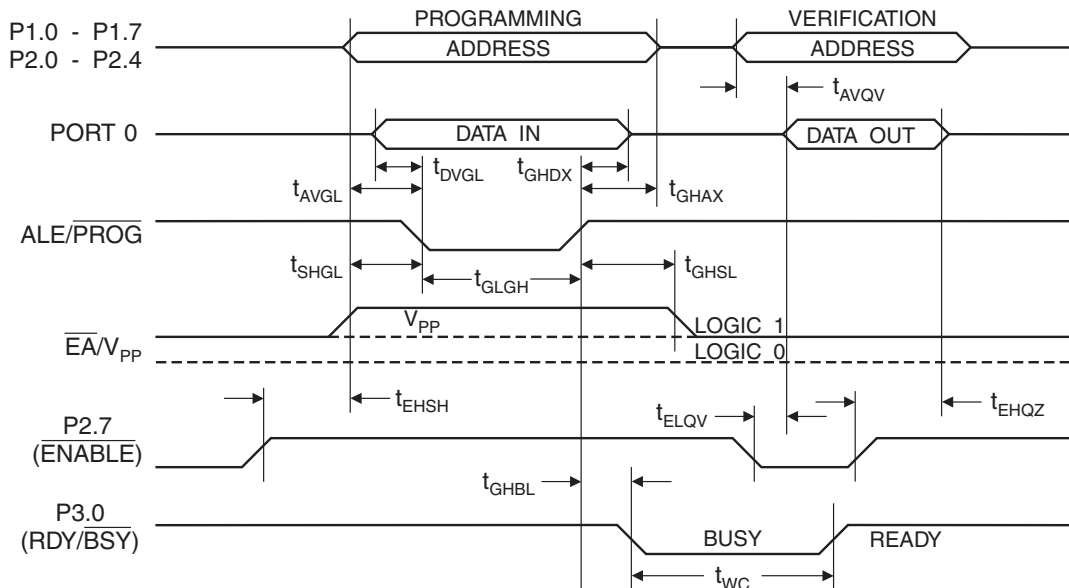 PROGRAMMING VERIFICATION
P1.0 - P1.7
P2.0 - P2.4
ADDRESS ADDRESS
tAVQV
PORT 0 DATA IN DATA OUT
tDVGL tGHDX
tAVGL tGHAX
ALE/PROG
tSHGL tGLGH tGHSL
VPP LOGIC 1
EA/VPP LOGIC 0
tEHSH tELQV tEHQZ
P2.7
(ENABLE)
tGHBL
P3.0
(RDY/BSY) BUSY READY
tWC